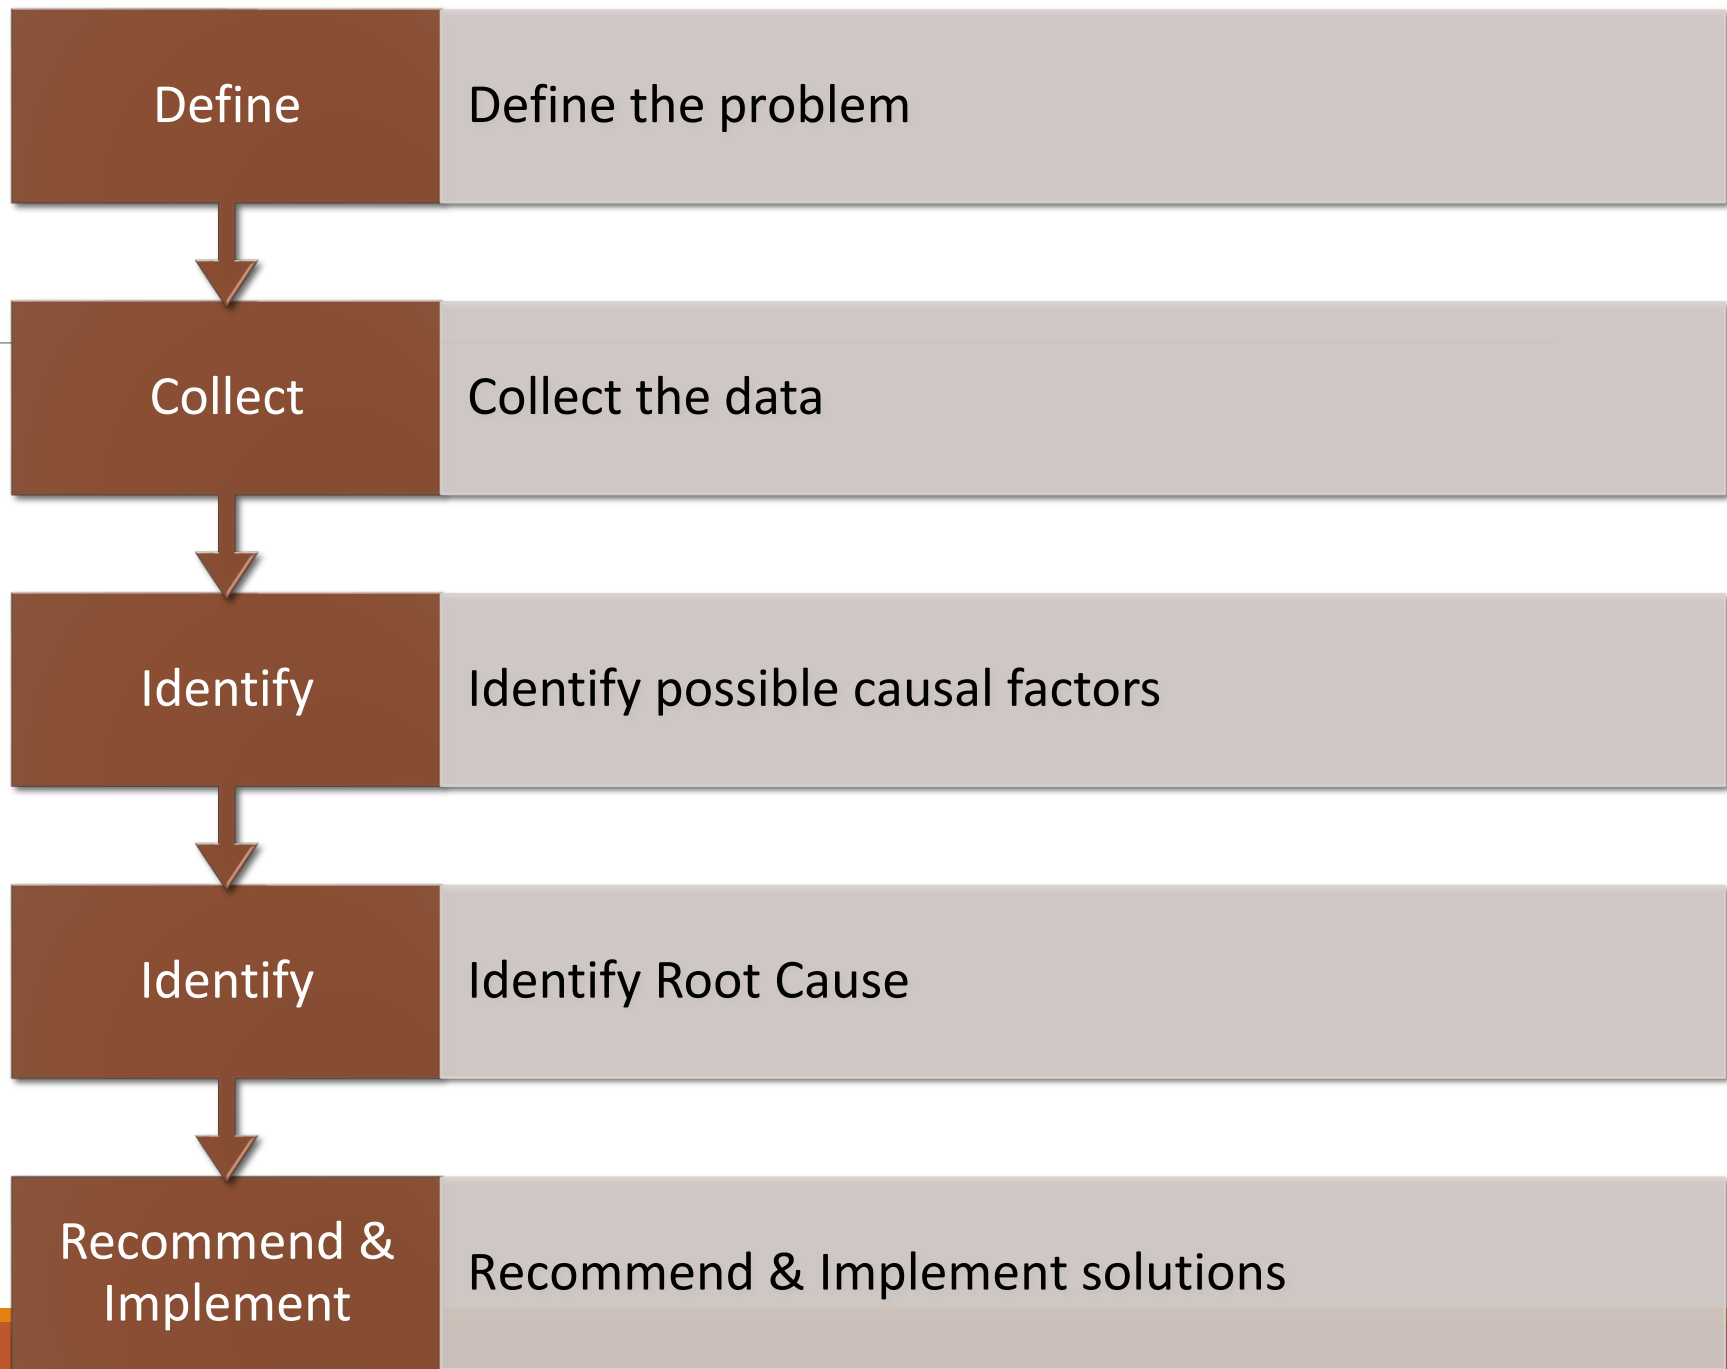 Define
Define the problem
Collect
Collect the data
Identify
Identify possible causal factors
Identify
Identify Root Cause
Recommend &
Implement
Recommend & Implement solutions